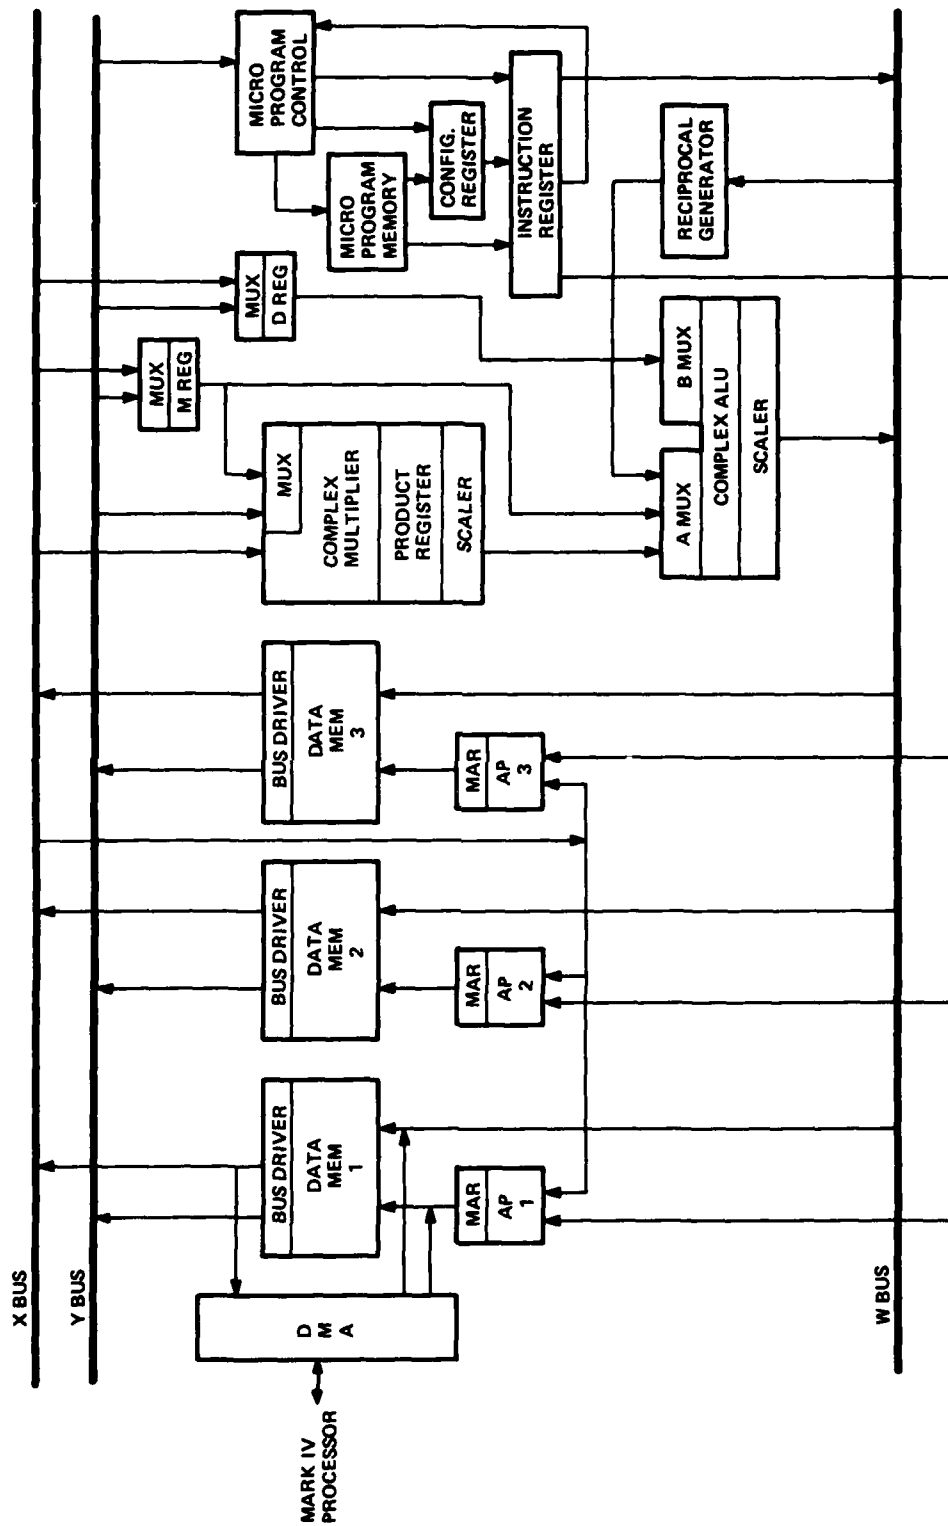 X BUS
Y BUS
MARK IV
PROCESSOR
D
M
A
BUS DRIVER
DATA
MEM
1
MAR
AP
1
BUS DRIVER
DATA
MEM
2
MAR
AP
2
BUS DRIVER
DATA
MEM
3
MAR
AP
3
MUX
COMPLEX
MULTIPLIER
PRODUCT
REGISTER
SCALER
MUX
M REG
MUX
D REG
MICRO
PROGRAM
CONTROL
MICRO
PROGRAM
MEMORY
CONFIG.
REGISTER
INSTRUCTION
REGISTER
A MUX
B MUX
COMPLEX ALU
SCALER
RECIPROCAL
GENERATOR
W BUS